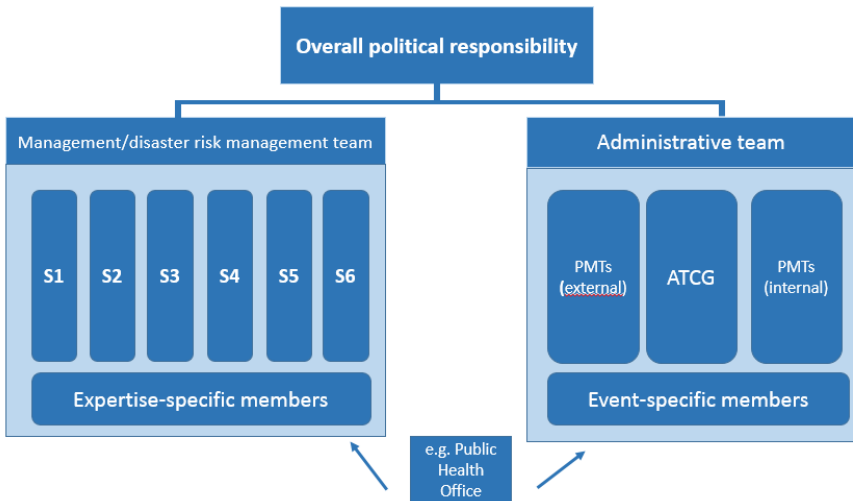 Overall political responsibility
Management/disaster risk management team
S1
S2
S3
S4
S5
S6
Expertise-specific members
Administrative team
PMTs
(external)
ATCG
PMTs
(internal)
Event-specific members
e.g. Public
Health
Office